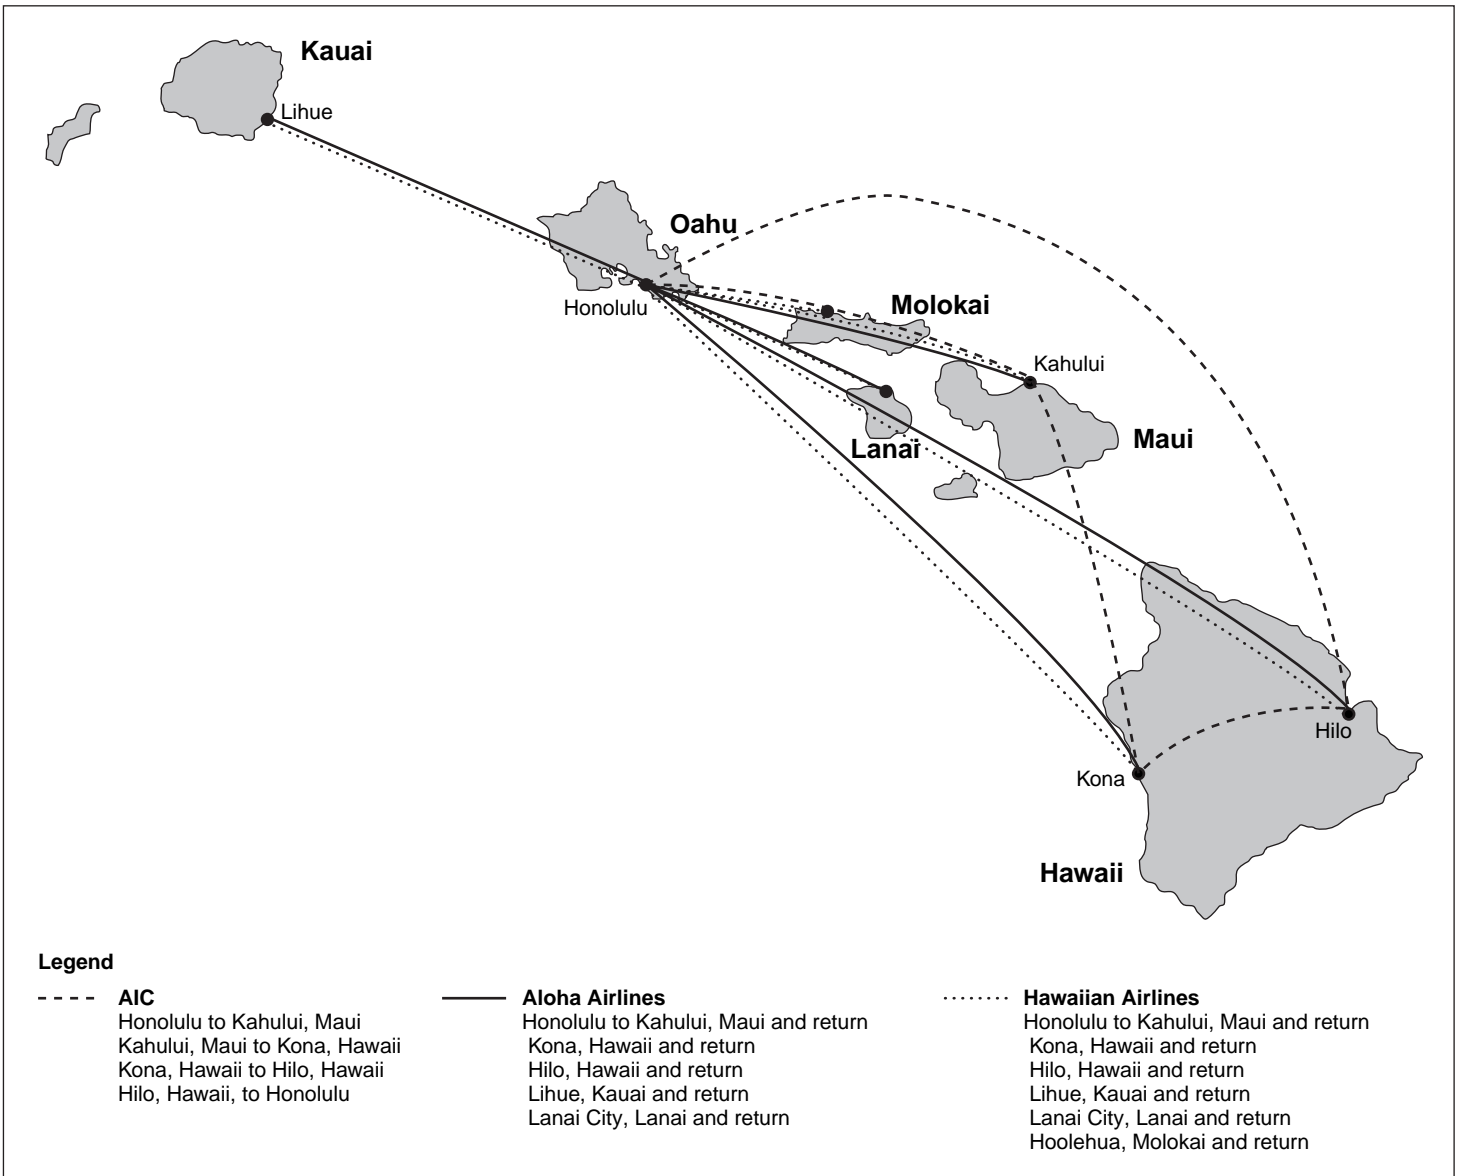 Kauai
Lihue
Oahu
Honolulu
Molokai
Kahului
Maui
Lanai
Hilo
Kona
Hawaii
Legend
AIC
Honolulu to Kahului, Maui
Kahului, Maui to Kona, Hawaii
Kona, Hawaii to Hilo, Hawaii
Hilo, Hawaii, to Honolulu
Aloha Airlines
Honolulu to Kahului, Maui and return
Kona, Hawaii and return
Hilo, Hawaii and return
Lihue, Kauai and return
Lanai City, Lanai and return
Hawaiian Airlines
Honolulu to Kahului, Maui and return
Kona, Hawaii and return
Hilo, Hawaii and return
Lihue, Kauai and return
Lanai City, Lanai and return
Hoolehua, Molokai and return